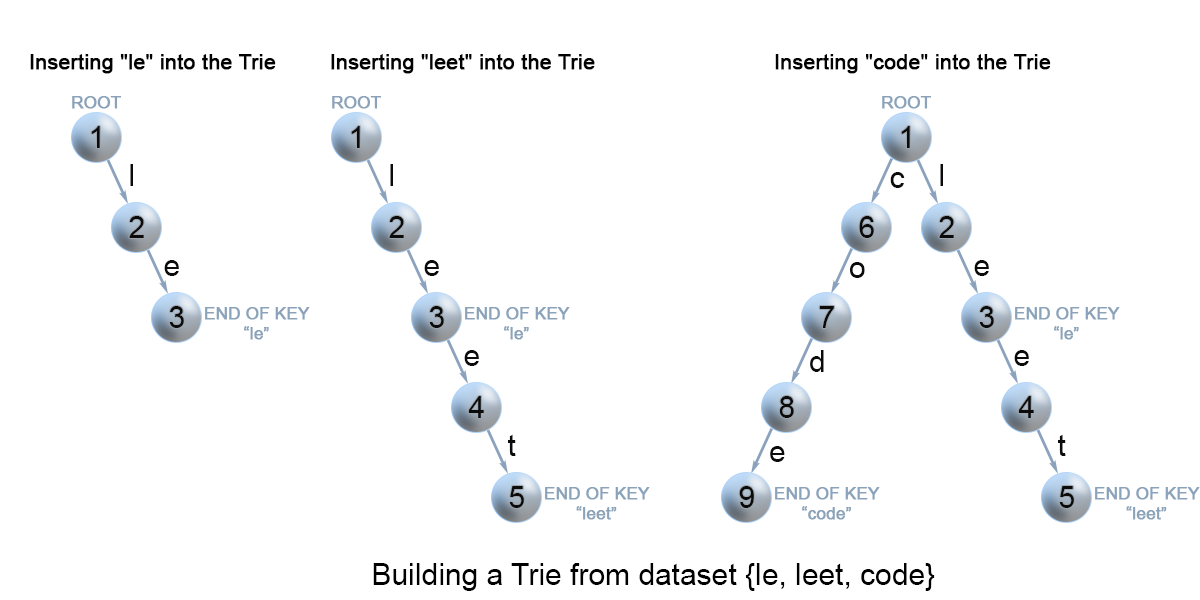 Inserting "le" into the Trie
ROOT
1
l
2
e
3 END OF KEY
“le”
Inserting "leet" into the Trie
ROOT
1
l
2
e
3 END OF KEY
“le”
e
4
t
5 END OF KEY
“leet”
Inserting "code" into the Trie
ROOT
1
c l
6 2
o e
7 3 END OF KEY
“le”
d e
8 4
e t
9 END OF KEY 5 END OF KEY
“code” “leet”
Building a Trie from dataset {le, leet, code}